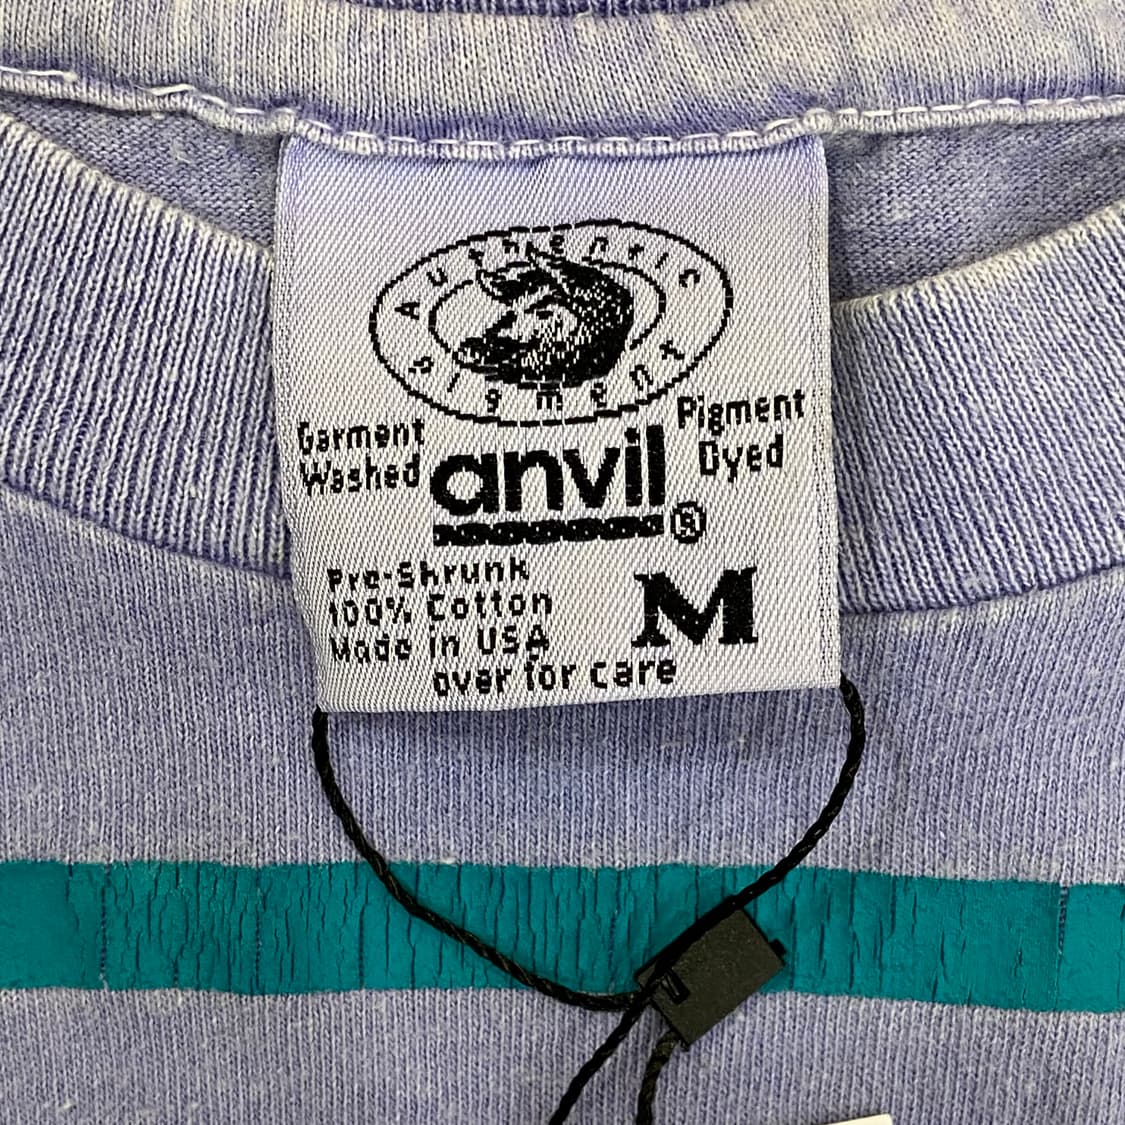 Authentic
Pigment
Garment
Washed
anvil®
Pigment
Dyed
Pre-Shrunk
100% Cotton
Made in USA
M
over for care